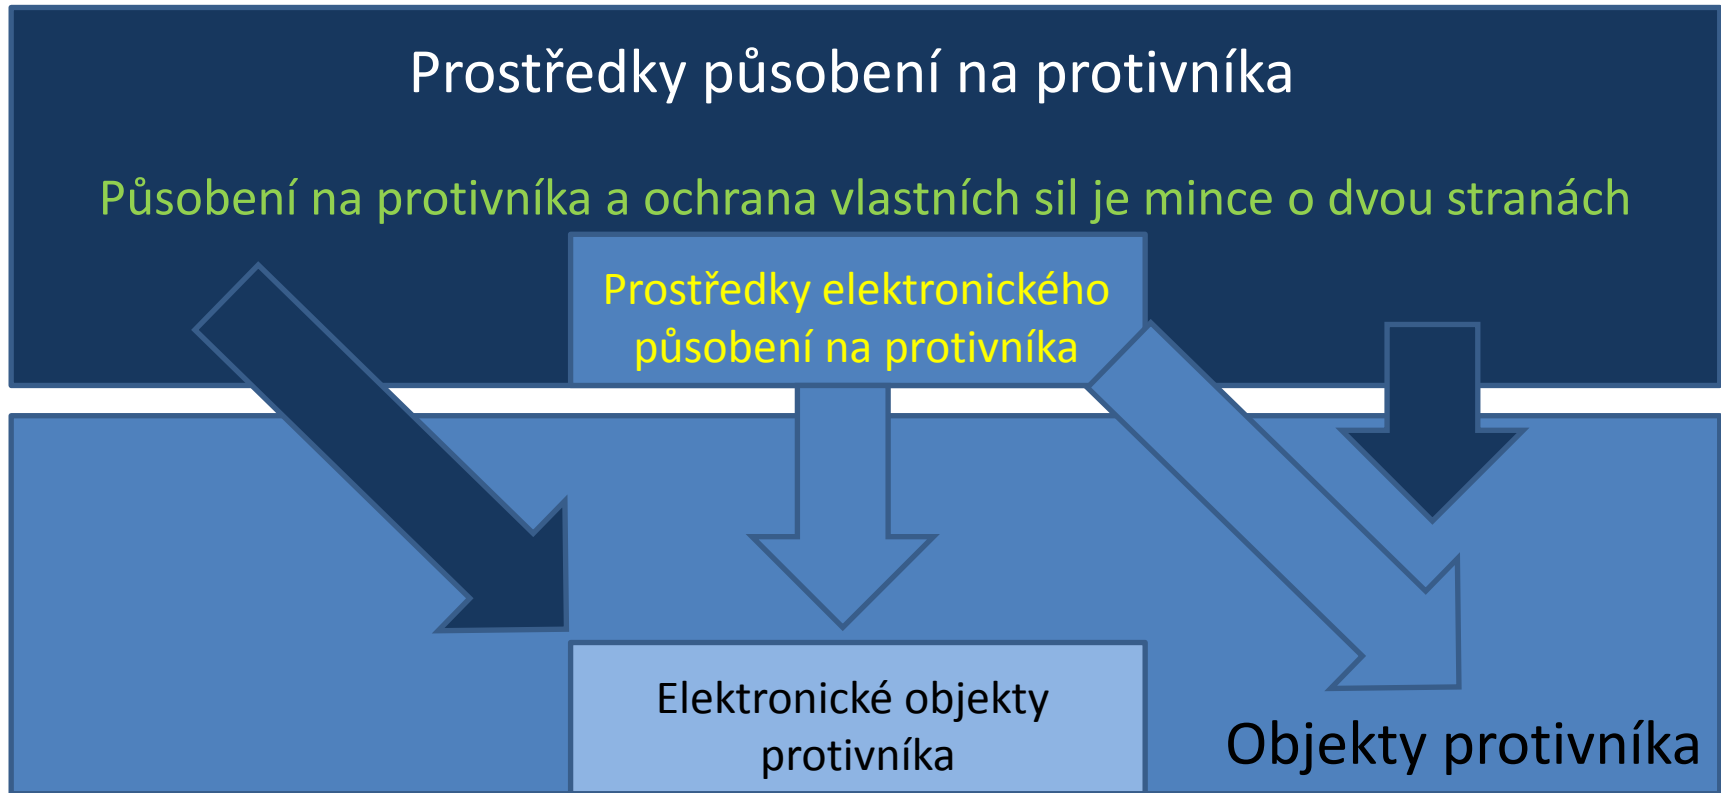 Prostředky působení na protivníka
Působení na protivníka a ochrana vlastních sil je mince o dvou stranách
Prostředky elektronického
působení na protivníka
Elektronické objekty
protivníka
Objekty protivníka